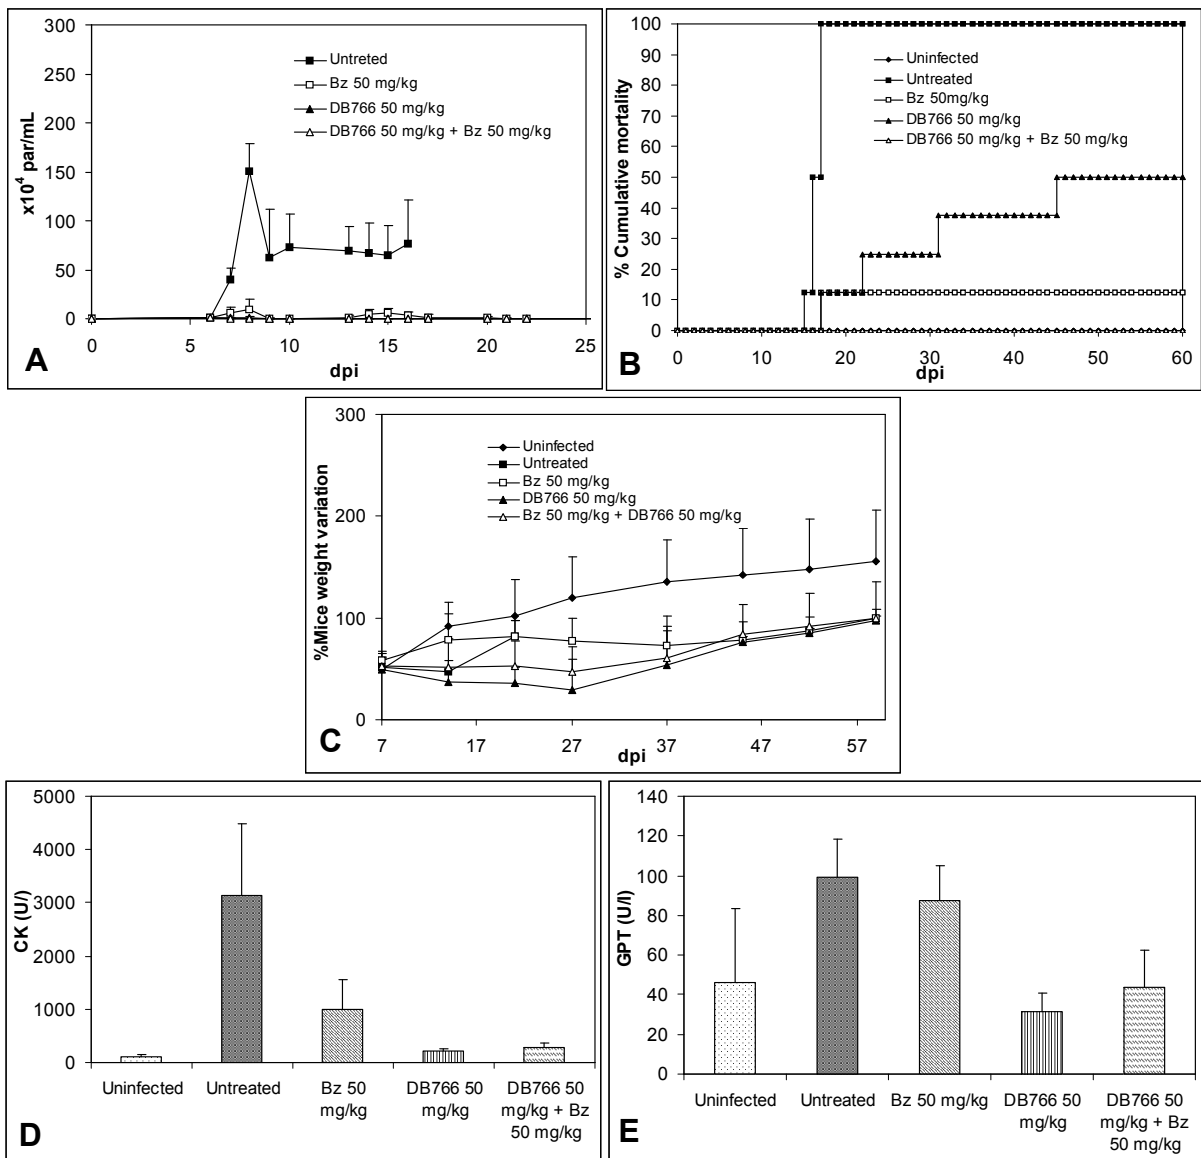 300
250
200
150
100
50
0
x10⁴ par/mL
Untreted
Bz 50 mg/kg
DB766 50 mg/kg
DB766 50 mg/kg + Bz 50 mg/kg
0 5 10 15 20 25
dpi
A
100
90
80
70
60
50
40
30
20
10
0
% Cumulative mortality
Uninfected
Untreated
Bz 50mg/kg
DB766 50 mg/kg
DB766 50 mg/kg + Bz 50 mg/kg
0 10 20 30 40 50 60
dpi
B
300
200
100
0
%Mice weight variation
Uninfected
Untreated
Bz 50 mg/kg
DB766 50 mg/kg
Bz 50 mg/kg + DB766 50 mg/kg
7 17 27 37 47 57
dpi
C
5000
4000
3000
2000
1000
0
CK (U/)
Uninfected
Untreated
Bz 50
mg/kg
DB766 50
mg/kg
DB766 50
mg/kg + Bz
50 mg/kg
D
140
120
100
80
60
40
20
0
GPT (U/l)
Uninfected
Untreated
Bz 50 mg/kg
DB766 50
mg/kg
DB766 50
mg/kg + Bz
50 mg/kg
E